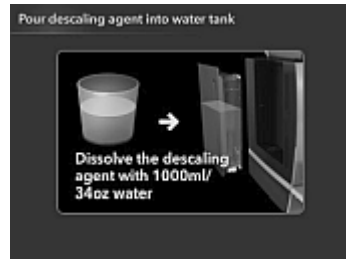 Pour descaling agent into water tank
Dissolve the descaling
agent with 1000ml/
34oz water